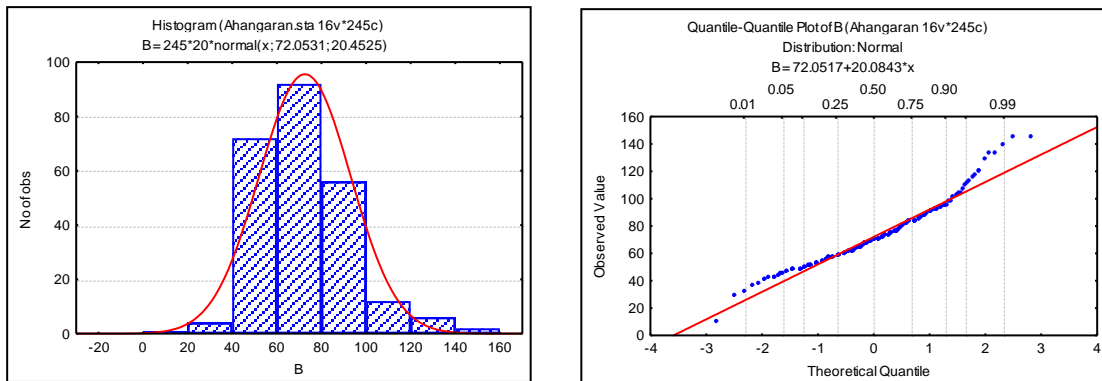 Histogram (Ahangaran.sta 16v*245c)
B = 245*20*normal(x; 72.0531; 20.4525)
100
80
60
40
20
0
-20 0 20 40 60 80 100 120 140 160
No of obs
B
Quantile-Quantile Plot of B (Ahangaran 16v*245c)
Distribution: Normal
B = 72.0517+20.0843*x
0.01 0.05 0.25 0.50 0.75 0.90 0.99
160
140
120
100
80
60
40
20
0
-4 -3 -2 -1 0 1 2 3 4
Observed Value
Theoretical Quantile